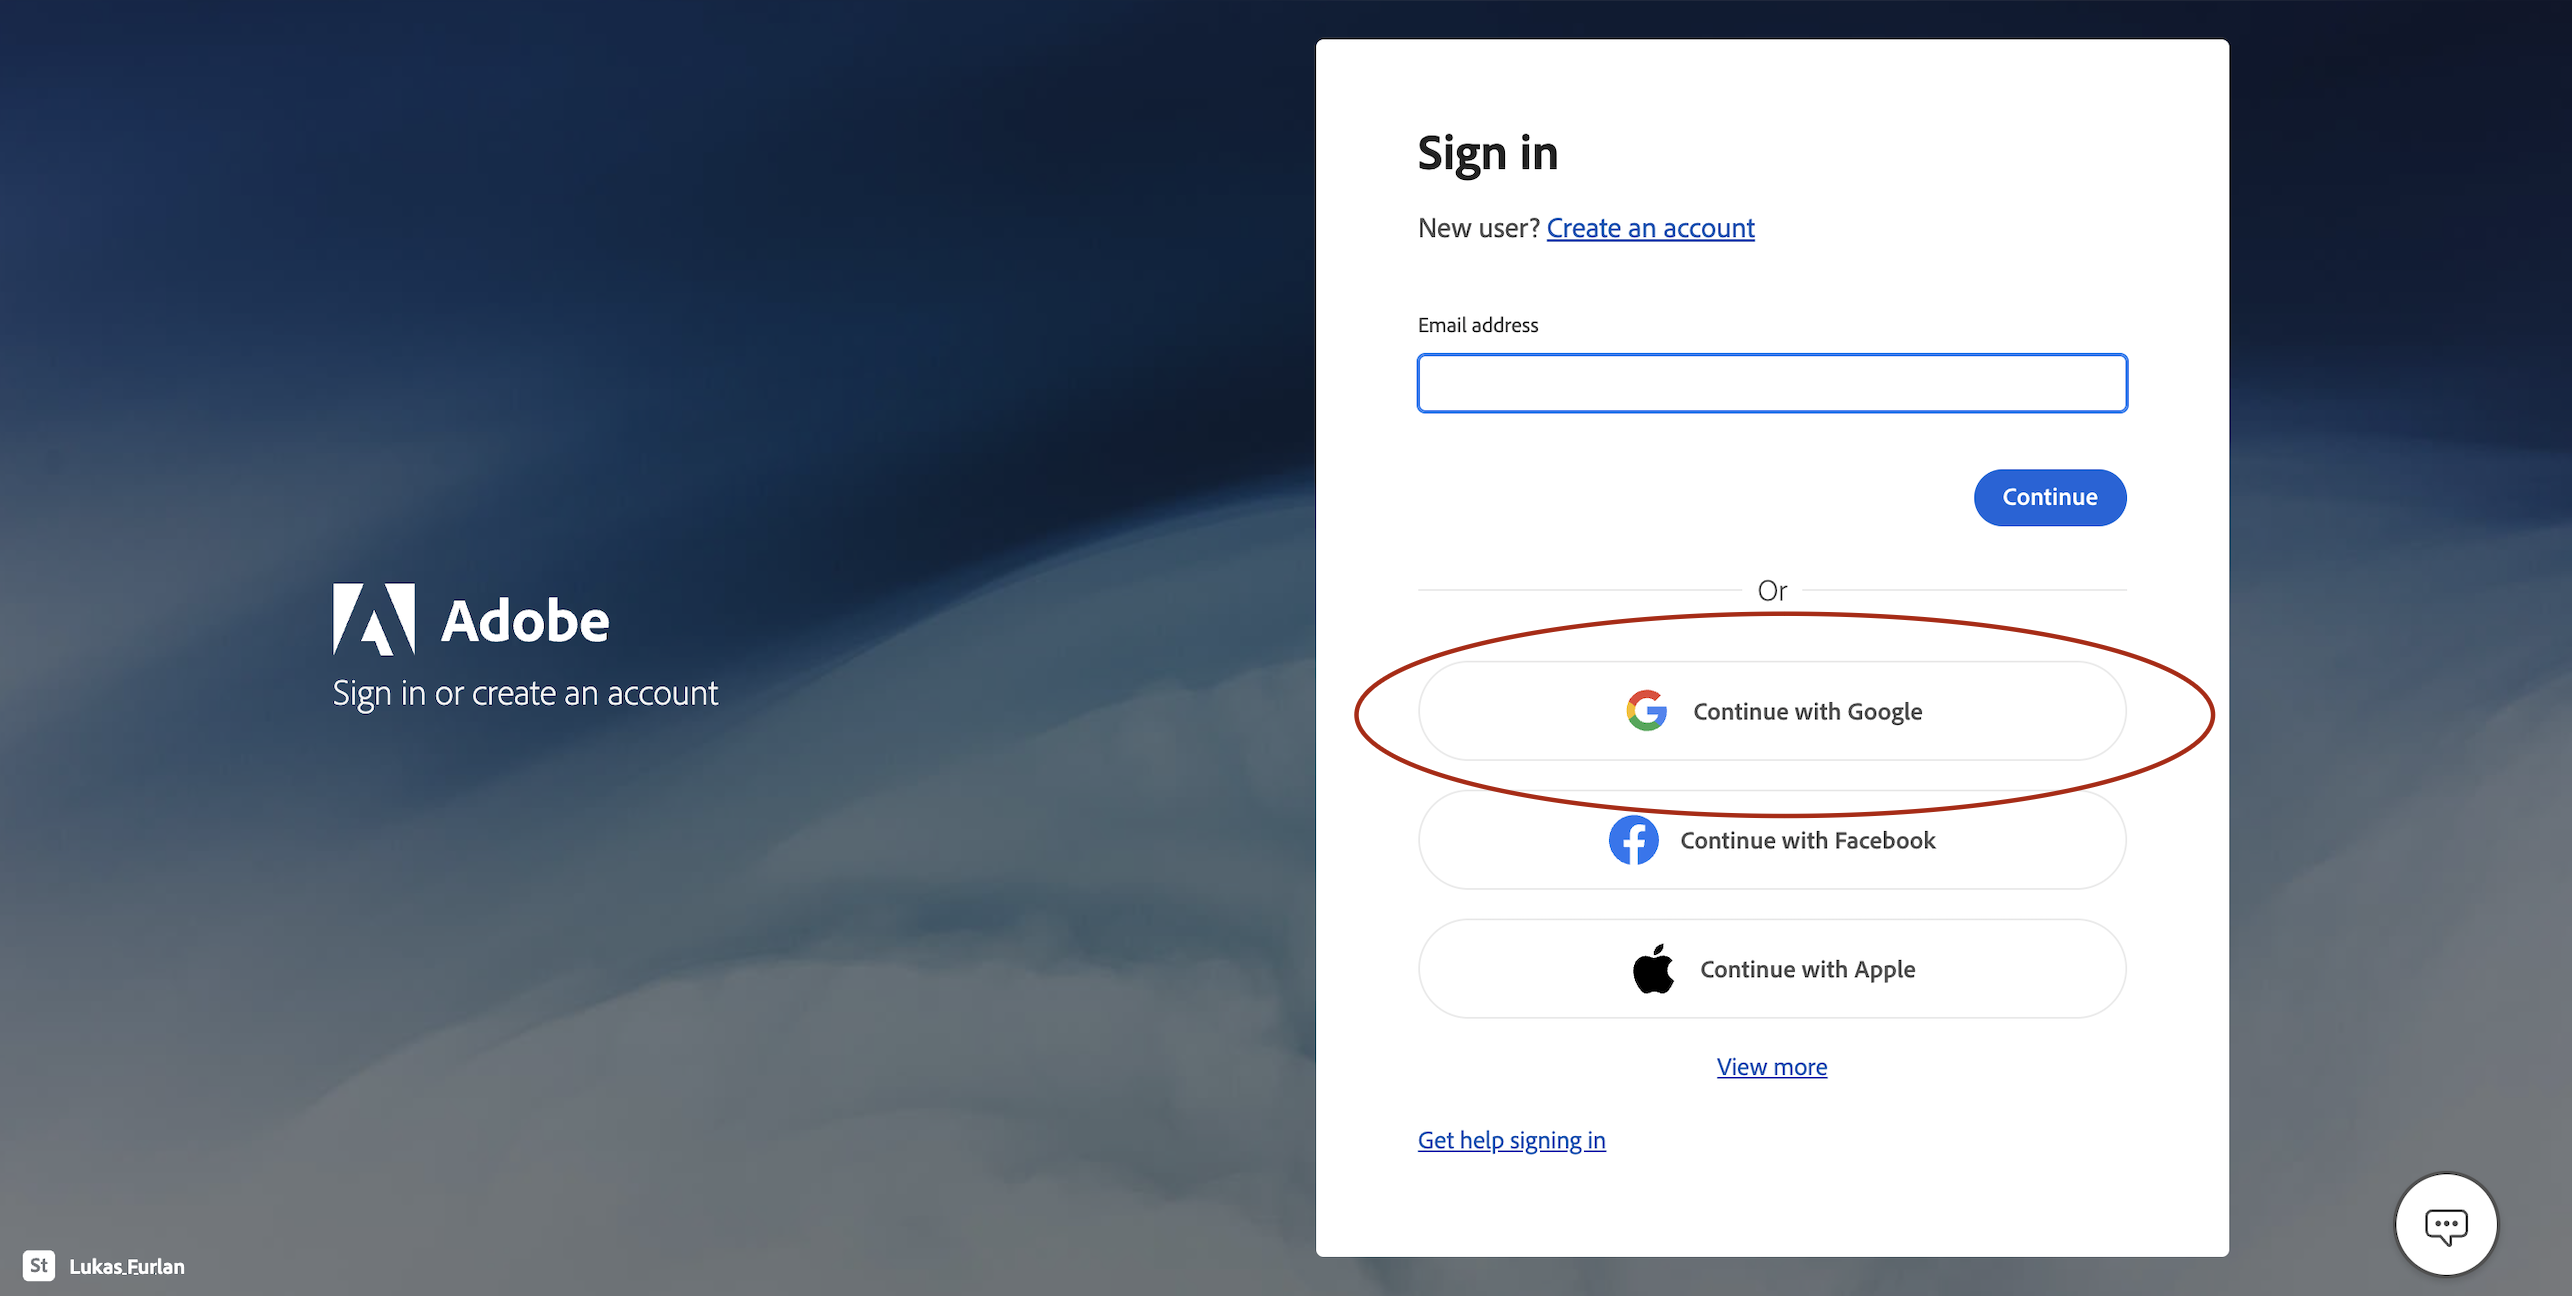 Sign in
New user? Create an account
Email address
Continue
Or
Adobe
Sign in or create an account
Continue with Google
Continue with Facebook
Continue with Apple
View more
Get help signing in
St Lukas_Furlan